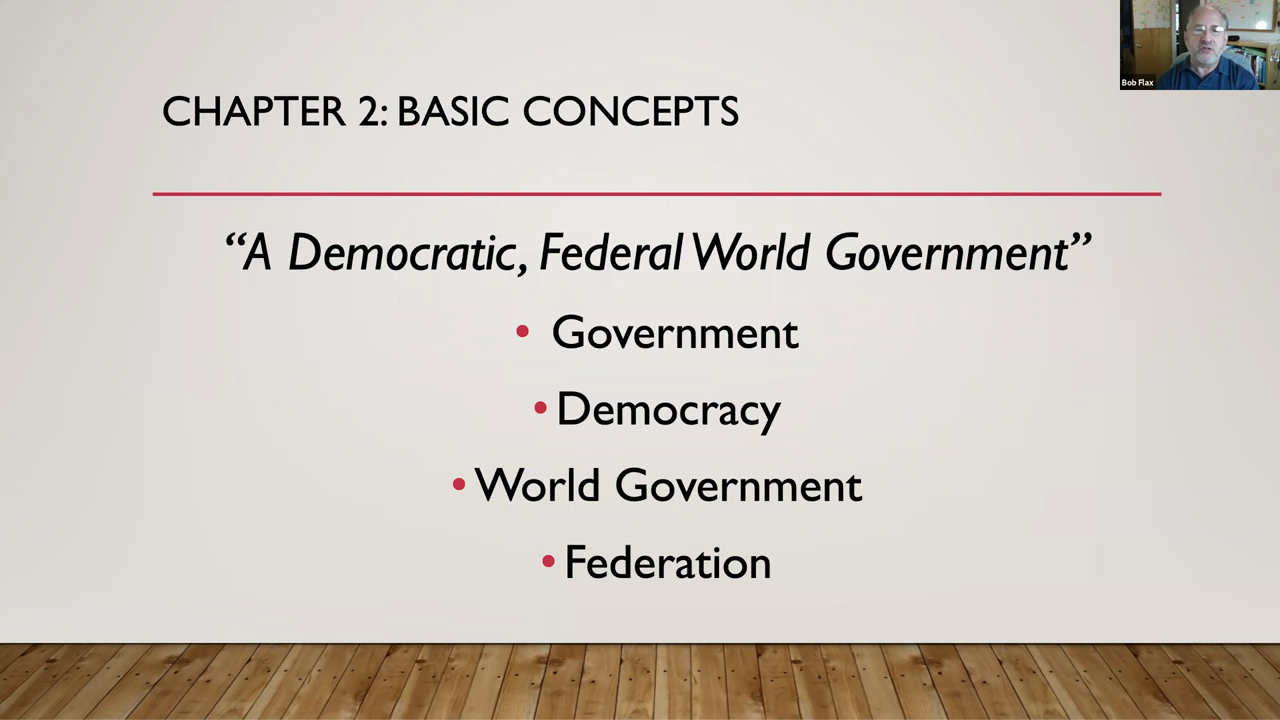 Bob Flax
CHAPTER 2: BASIC CONCEPTS
“A Democratic, Federal World Government”
• Government
• Democracy
• World Government
• Federation